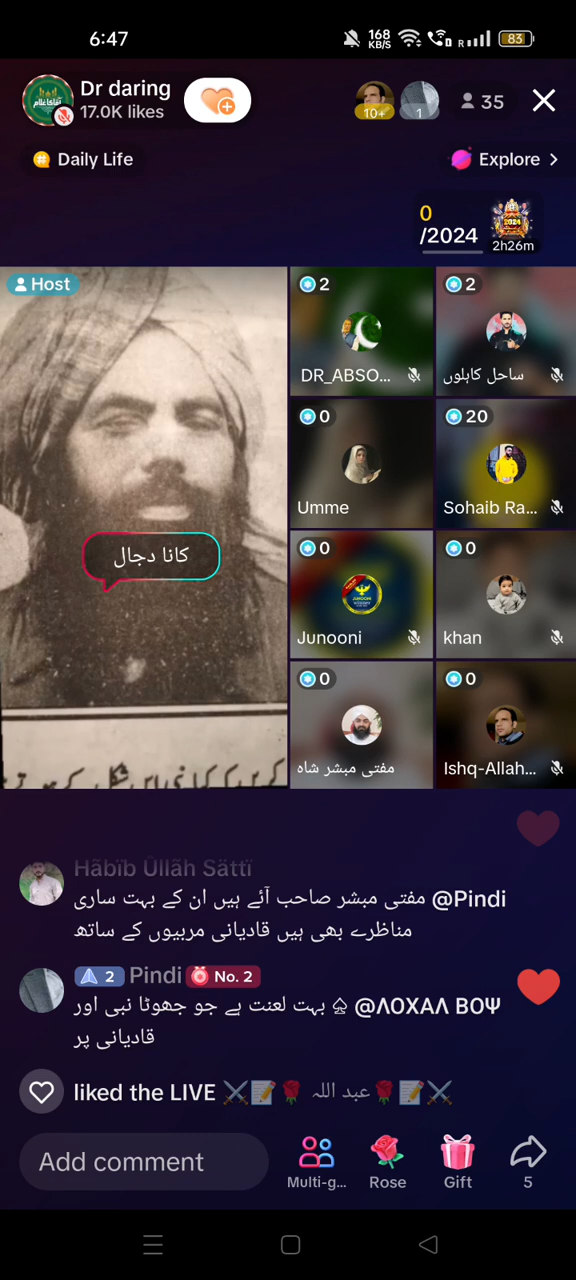 6:47
168
KB/S
R
83
Dr daring
17.0K likes
10+
1
35
Daily Life
Explore
0
/2024
2024
2h26m
Host
2
DR_ABSO...
2
ساحل کاہلوں
0
Umme
20
Sohaib Ra...
کانا دجال
0
Junooni
JUNOONI
0
khan
0
مفتی مبشر شاہ
0
Ishq-Allah...
Hãbïb Ûllãh Sättï
@Pindi مفتی مبشر صاحب آئے ہیں ان کے بہت ساری
مناظرے بھی ہیں قادیانی مربیوں کے ساتھ
2
Pindi
No. 2
@ΛOXAΛ BOΨ ♤ بہت لعنت ہے جو جھوٹا نبی اور
قادیانی پر
liked the LIVE ⚔️📝🌹 عبد اللہ 🌹📝⚔️
Add comment
Multi-g...
Rose
Gift
5